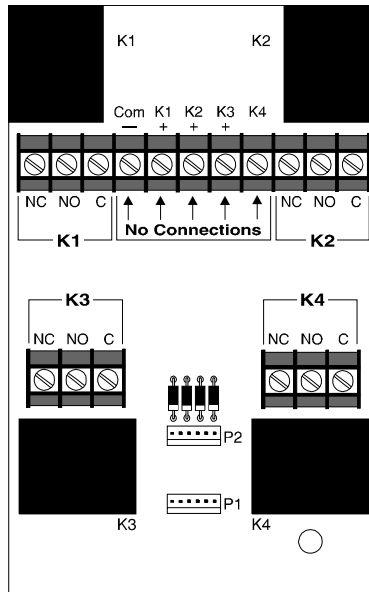 K1 K2
Com K1 K2 K3 K4
— + + +
NC NO C NC NO C
No Connections
K1 K2
K3 K4
NC NO C NC NO C
P2
P1
K3 K4